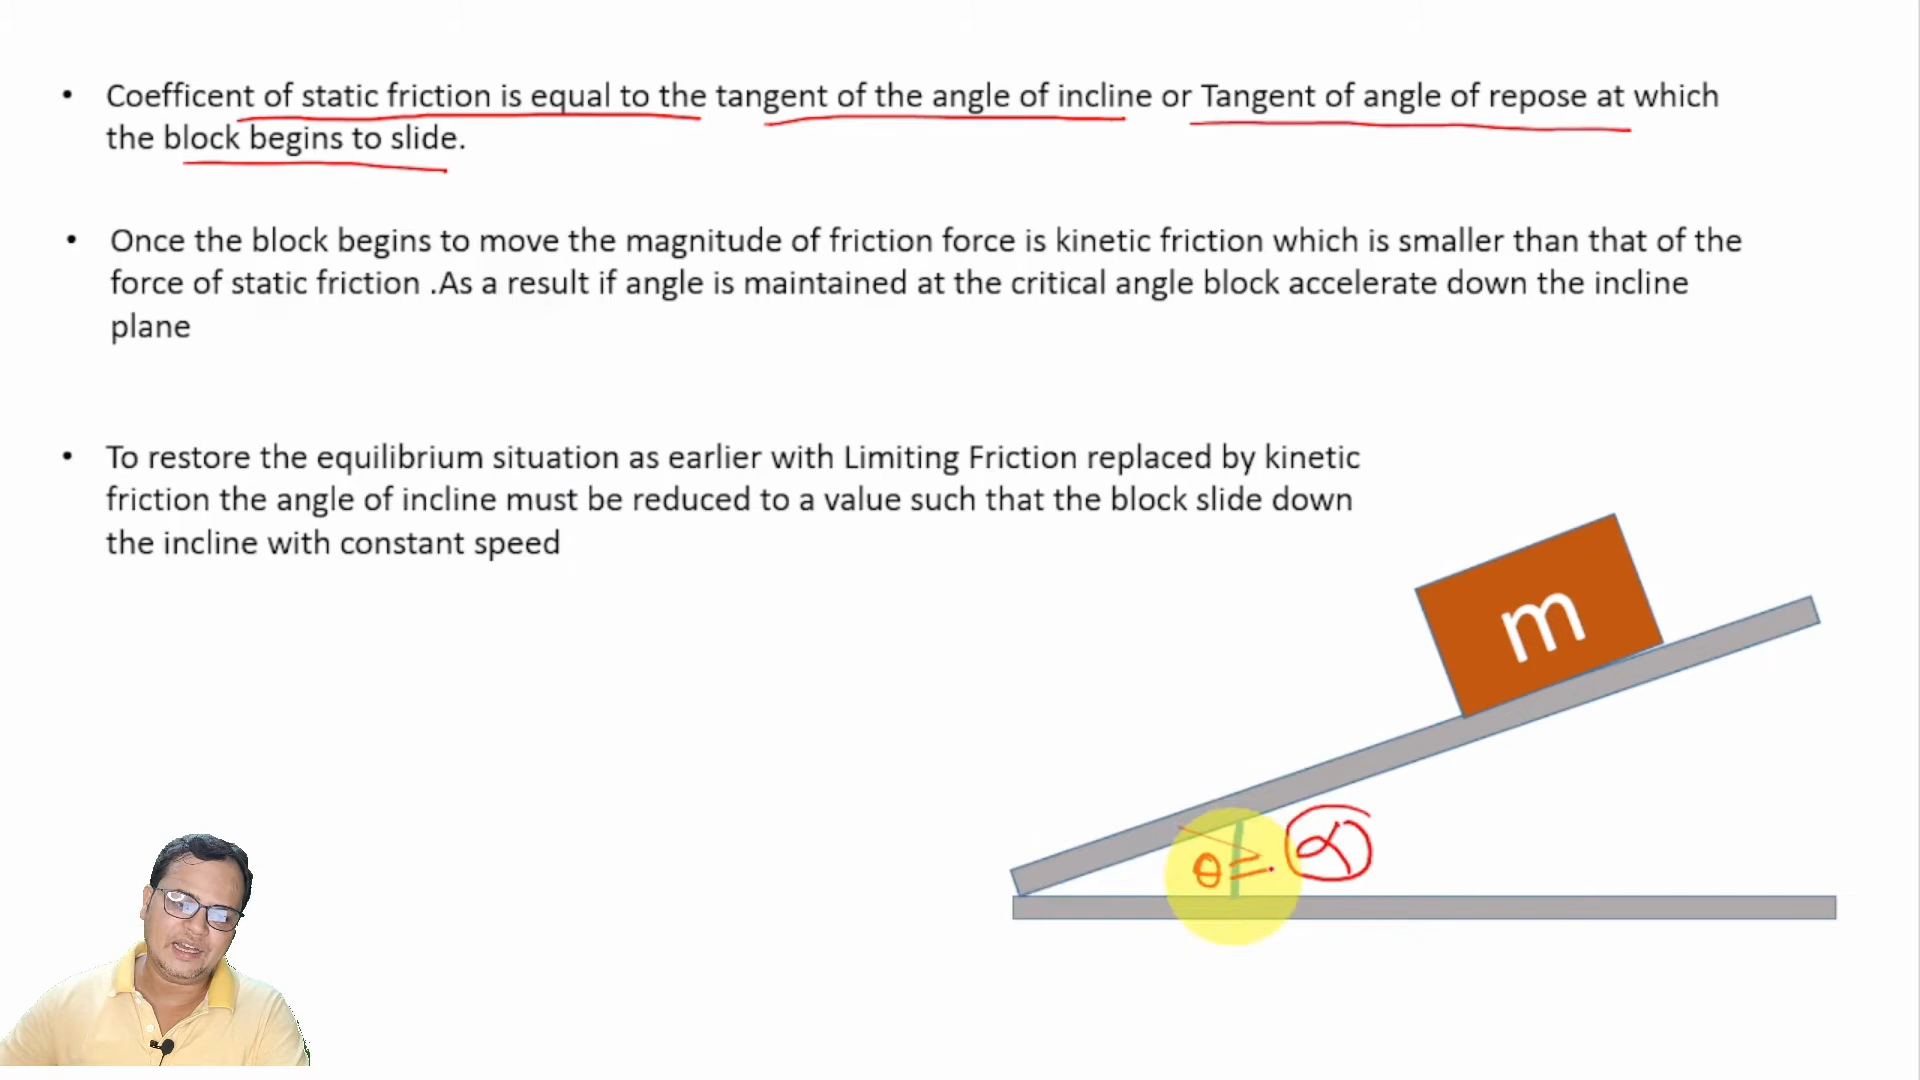 • Coefficent of static friction is equal to the tangent of the angle of incline or Tangent of angle of repose at which
the block begins to slide.
• Once the block begins to move the magnitude of friction force is kinetic friction which is smaller than that of the
force of static friction .As a result if angle is maintained at the critical angle block accelerate down the incline
plane
• To restore the equilibrium situation as earlier with Limiting Friction replaced by kinetic
friction the angle of incline must be reduced to a value such that the block slide down
the incline with constant speed
m
θ = α